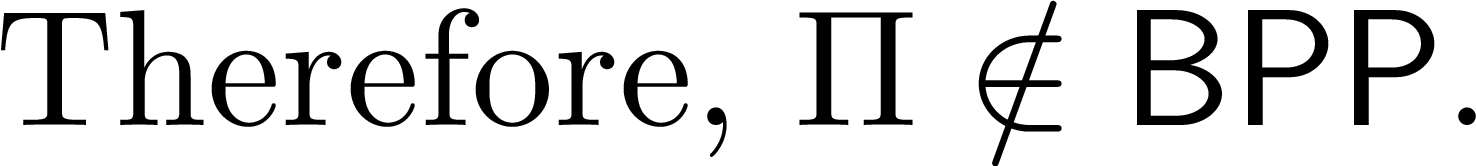 Therefore, Π ∉ BPP.